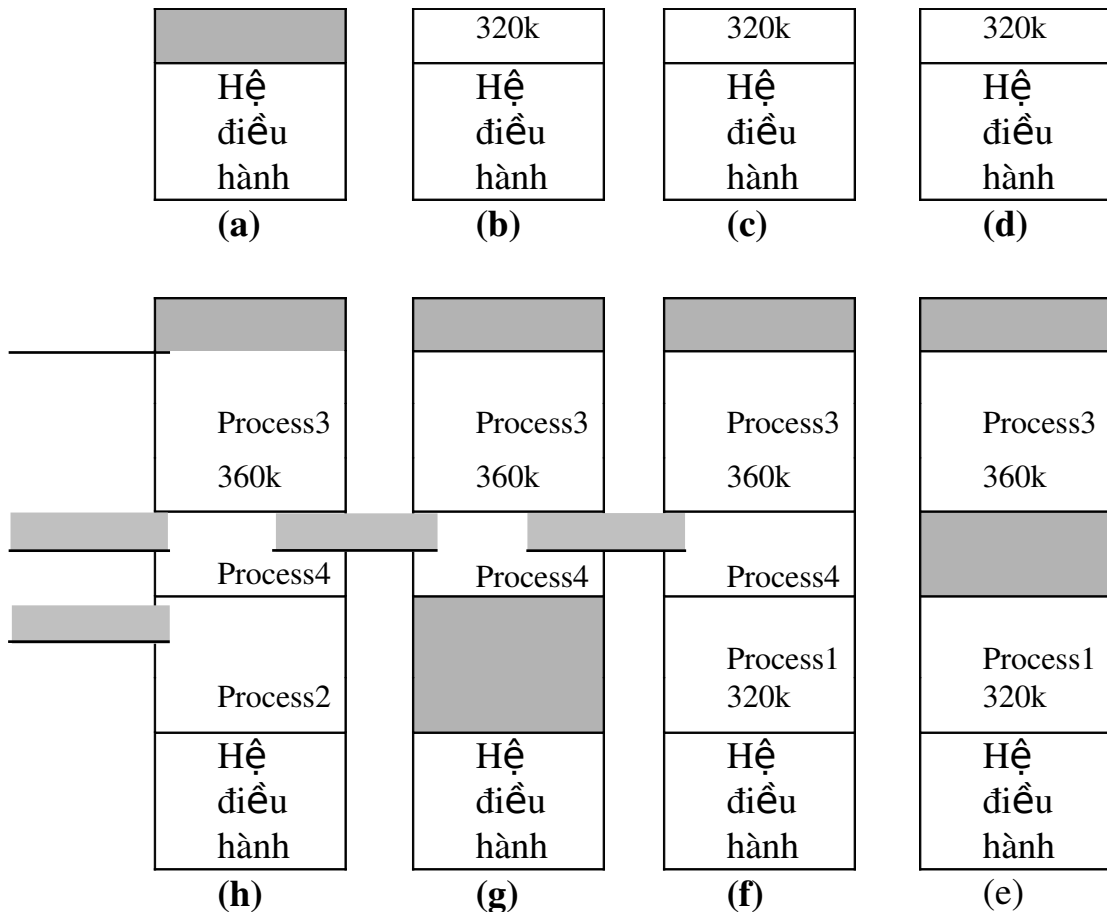 320k 320k 320k
Hệ Hệ Hệ Hệ
điều điều điều điều
hành hành hành hành
(a) (b) (c) (d)
Process3 Process3 Process3 Process3
360k 360k 360k 360k
Process4 Process4 Process4
Process1 Process1
Process2 320k 320k
Hệ Hệ Hệ Hệ
điều điều điều điều
hành hành hành hành
(h) (g) (f) (e)